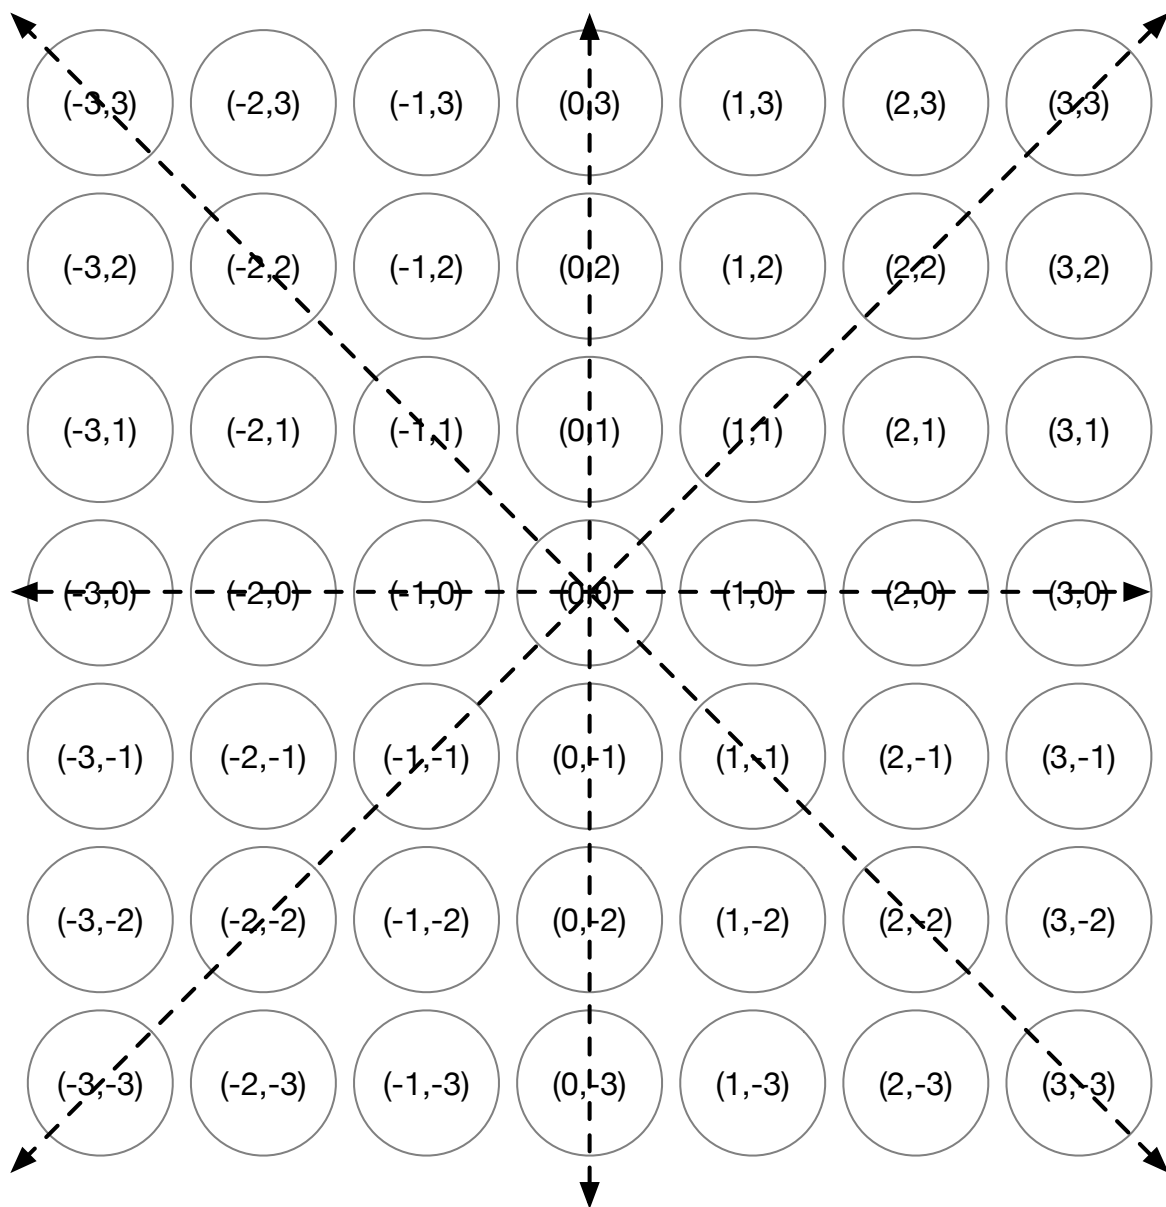 (-3,3) (-2,3) (-1,3) (0,3) (1,3) (2,3) (3,3)
(-3,2) (-2,2) (-1,2) (0,2) (1,2) (2,2) (3,2)
(-3,1) (-2,1) (-1,1) (0,1) (1,1) (2,1) (3,1)
(-3,0) (-2,0) (-1,0) (0,0) (1,0) (2,0) (3,0)
(-3,-1) (-2,-1) (-1,-1) (0,-1) (1,-1) (2,-1) (3,-1)
(-3,-2) (-2,-2) (-1,-2) (0,-2) (1,-2) (2,-2) (3,-2)
(-3,-3) (-2,-3) (-1,-3) (0,-3) (1,-3) (2,-3) (3,-3)